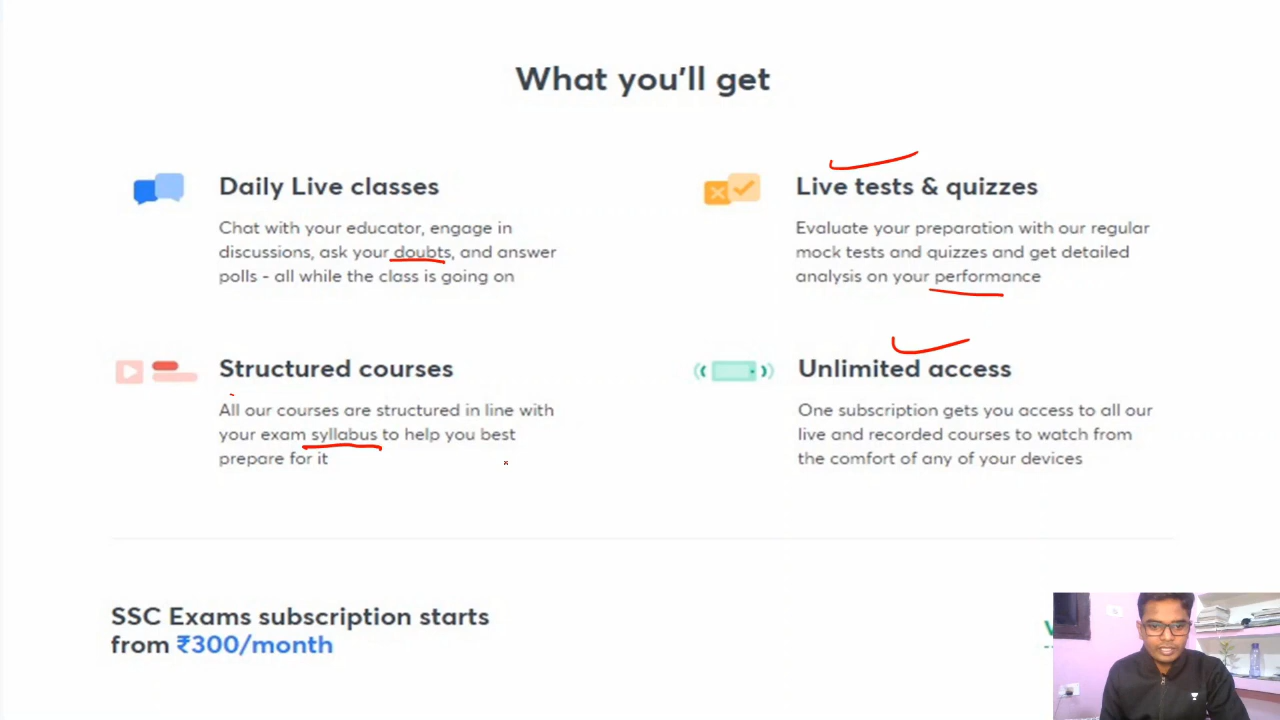 What you'll get
Daily Live classes
Chat with your educator, engage in
discussions, ask your doubts, and answer
polls - all while the class is going on
Live tests & quizzes
Evaluate your preparation with our regular
mock tests and quizzes and get detailed
analysis on your performance
Structured courses
All our courses are structured in line with
your exam syllabus to help you best
prepare for it
Unlimited access
One subscription gets you access to all our
live and recorded courses to watch from
the comfort of any of your devices
SSC Exams subscription starts
from ₹300/month